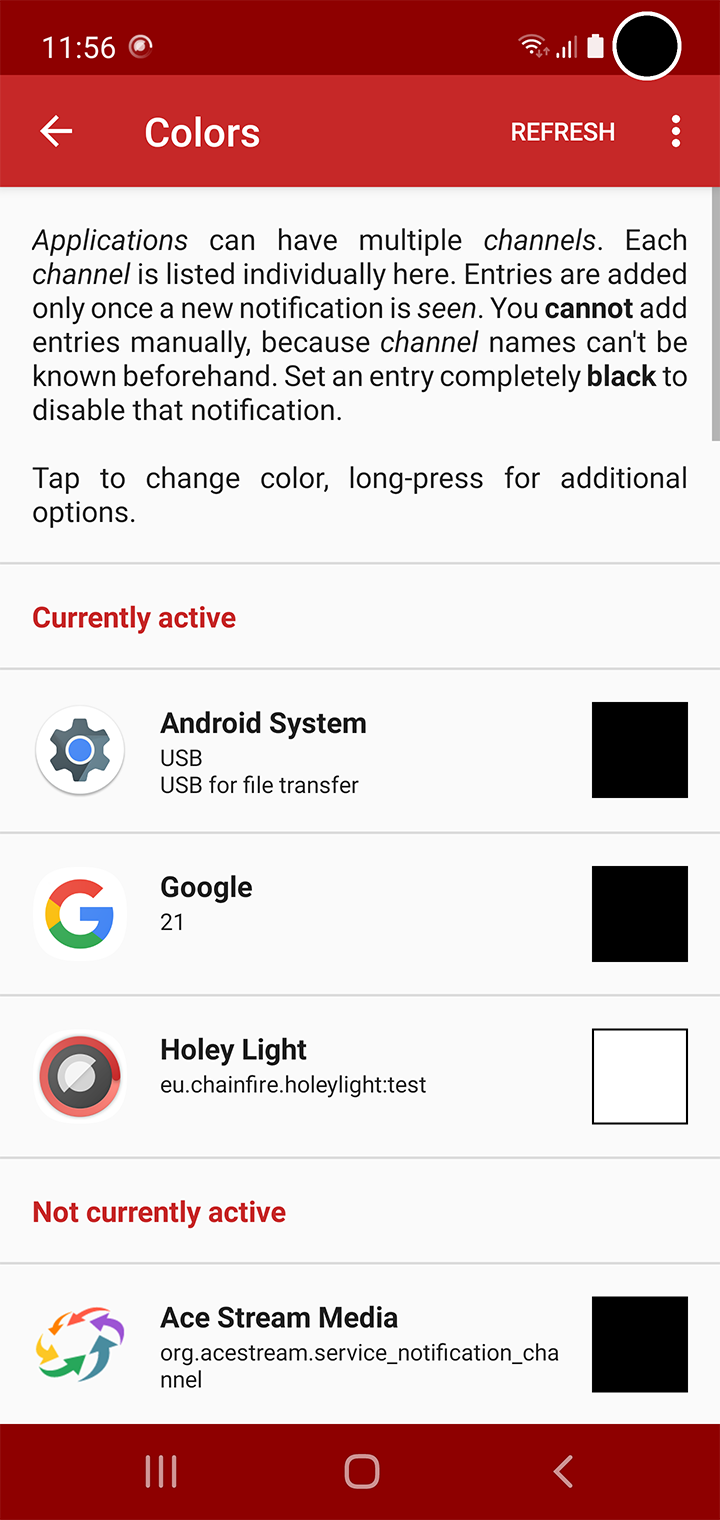 11:56
Colors
REFRESH
Applications can have multiple channels. Each
channel is listed individually here. Entries are added
only once a new notification is seen. You cannot add
entries manually, because channel names can't be
known beforehand. Set an entry completely black to
disable that notification.
Tap to change color, long-press for additional
options.
Currently active
Android System
USB
USB for file transfer
Google
21
Holey Light
eu.chainfire.holeylight:test
Not currently active
Ace Stream Media
org.acestream.service_notification_cha
nnel